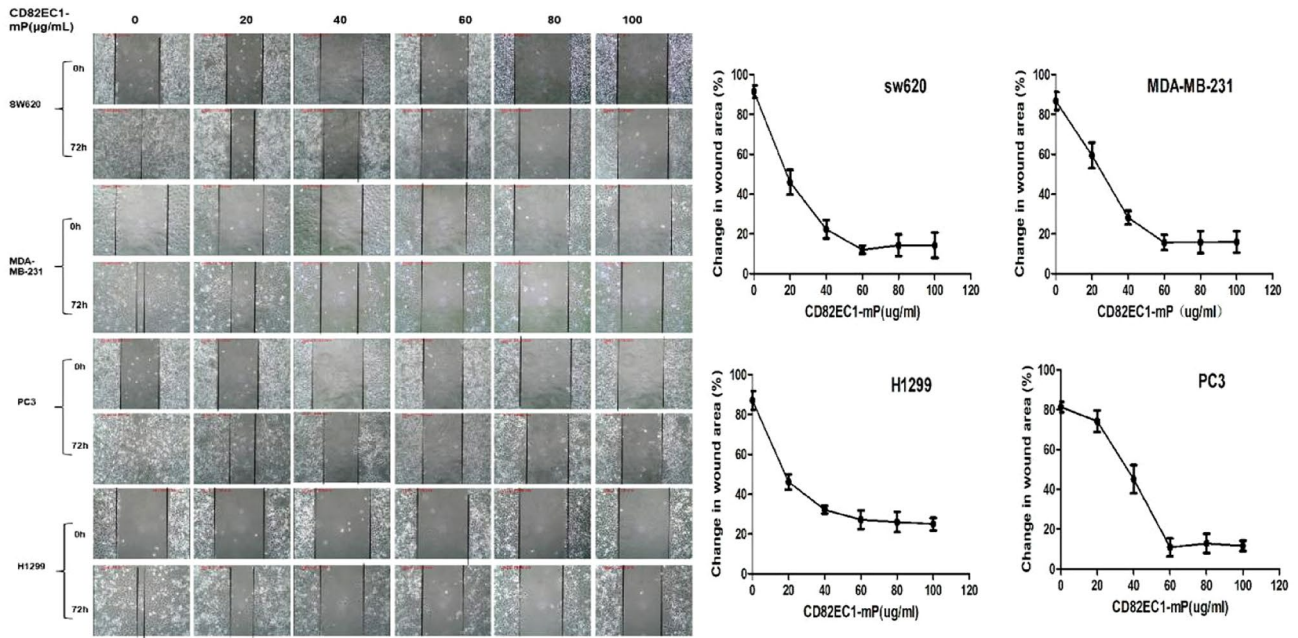 CD82EC1-
mP(μg/mL)
0 20 40 60 80 100
SW620
0h
72h
MDA-
MB-231
0h
72h
PC3
0h
72h
H1299
0h
72h
sw620
Change in wound area (%)
100
80
60
40
20
0
0 20 40 60 80 100 120
CD82EC1-mP(ug/ml)
MDA-MB-231
Change in wound area (%)
100
80
60
40
20
0
0 20 40 60 80 100 120
CD82EC1-mP（ug/ml）
H1299
Change in wound area (%)
100
80
60
40
20
0
0 20 40 60 80 100 120
CD82EC1-mP(ug/ml)
PC3
Change in wound area (%)
100
80
60
40
20
0
0 20 40 60 80 100 120
CD82EC1-mP(ug/ml)